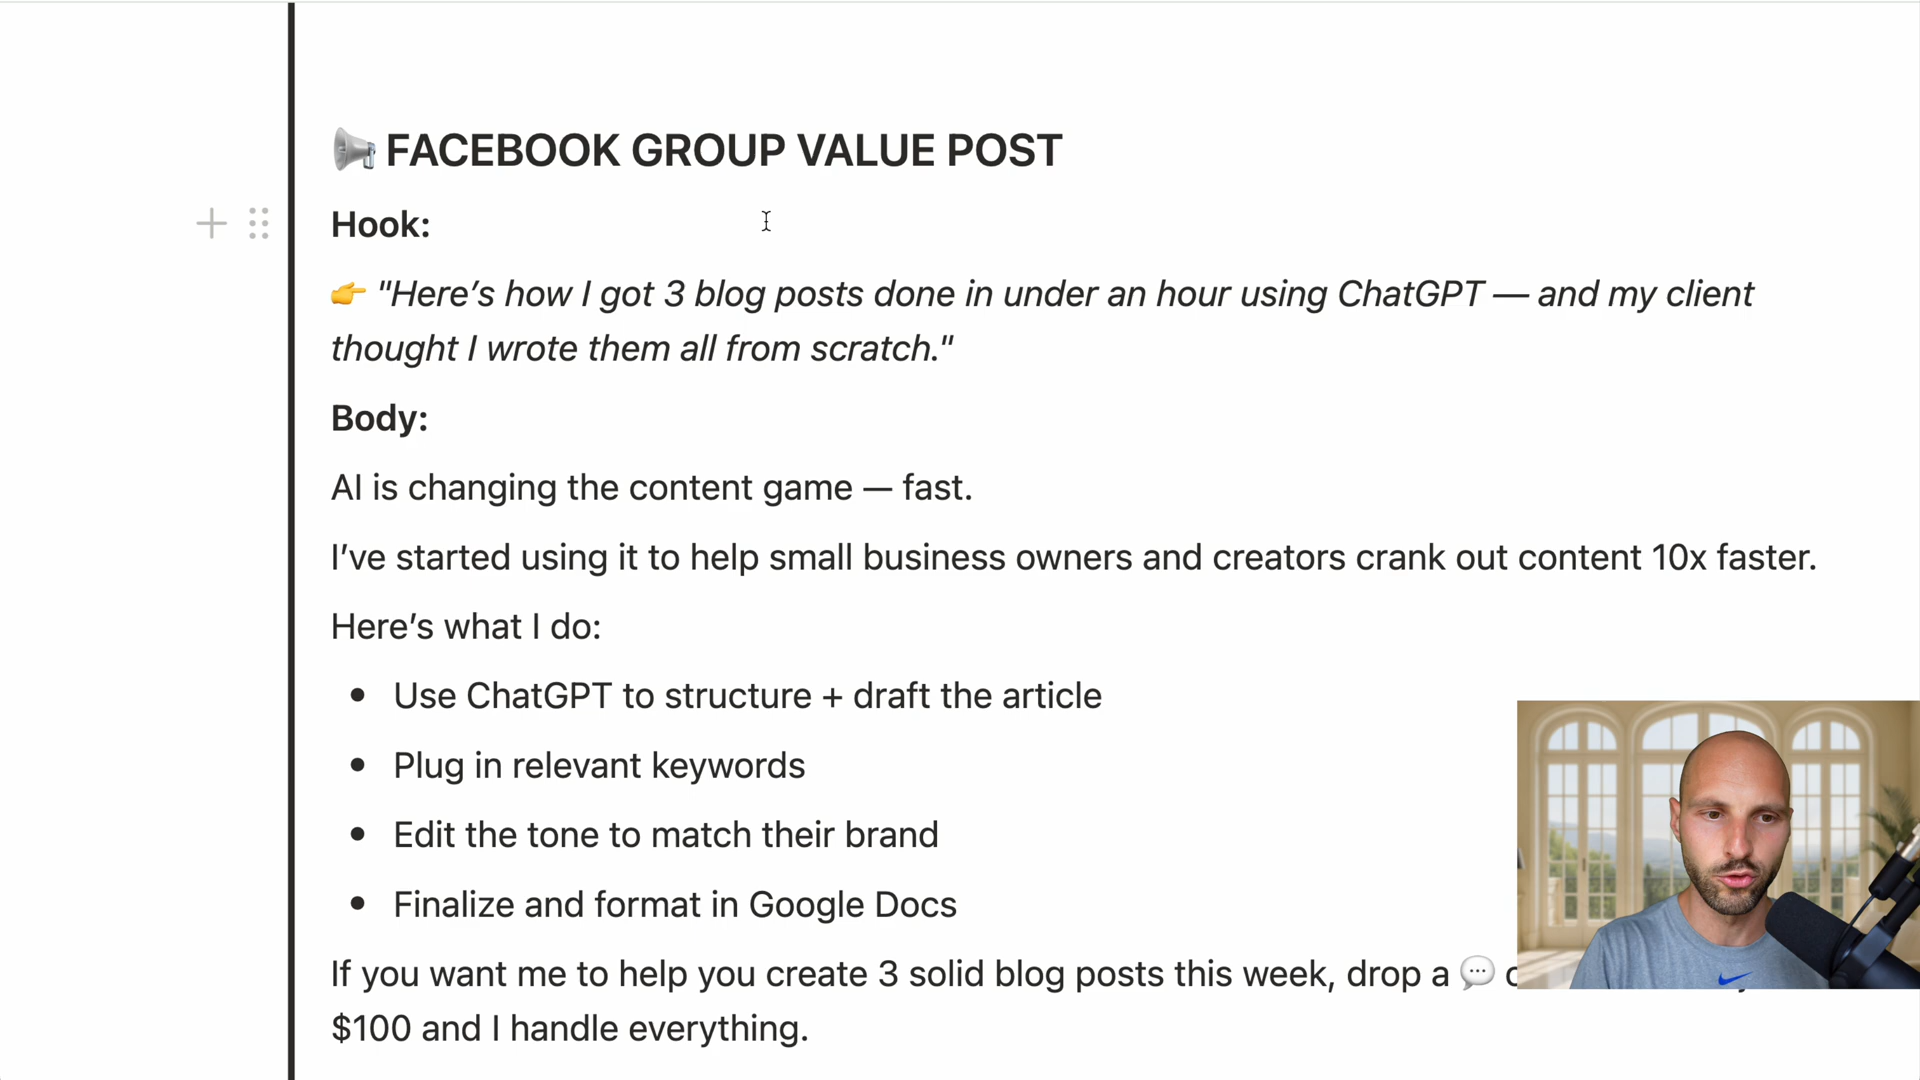 📢 FACEBOOK GROUP VALUE POST
Hook:
👉 "Here’s how I got 3 blog posts done in under an hour using ChatGPT — and my client
thought I wrote them all from scratch."
Body:
AI is changing the content game — fast.
I’ve started using it to help small business owners and creators crank out content 10x faster.
Here’s what I do:
• Use ChatGPT to structure + draft the article
• Plug in relevant keywords
• Edit the tone to match their brand
• Finalize and format in Google Docs
If you want me to help you create 3 solid blog posts this week, drop a 💬
$100 and I handle everything.